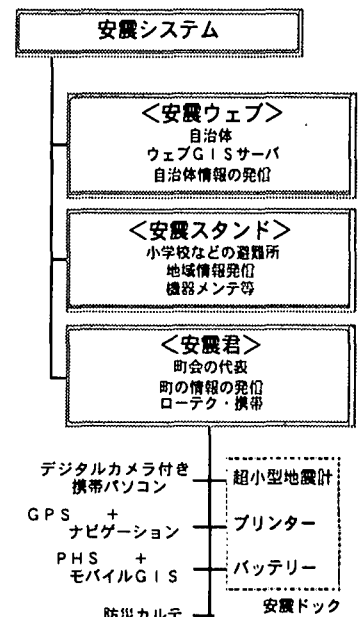 安震システム
<安震ウェブ>
自治体
ウェブGISサーバ
自治体情報の発信
<安震スタンド>
小学校などの避難所
地域情報発信
機器メンテ等
<安震君>
町会の代表
町の情報の発信
ローテク・携帯
デジタルカメラ付き
携帯パソコン
GPS +
ナビゲーション
PHS +
モバイルGIS
防災カルテ
超小型地震計
プリンター
バッテリー
安震ドック